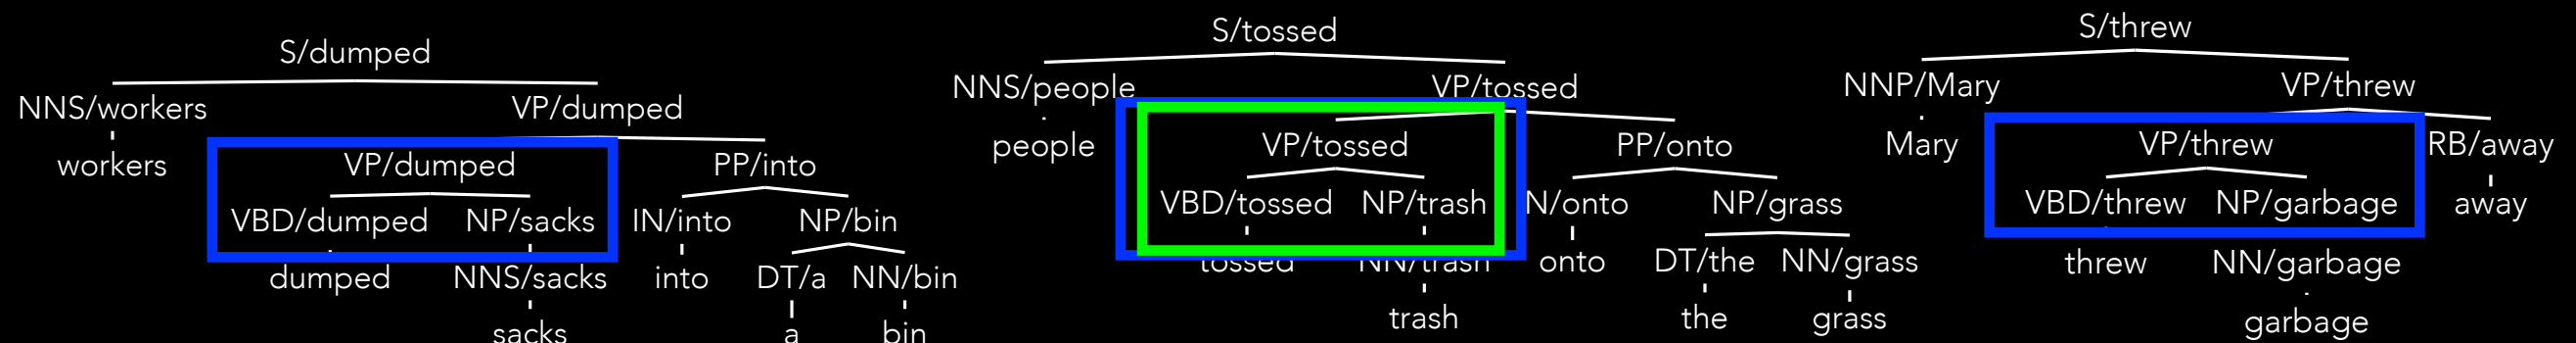 S/dumped
NNS/workers VP/dumped
workers VP/dumped PP/into
VBD/dumped NP/sacks IN/into NP/bin
dumped NNS/sacks into DT/a NN/bin
sacks a bin
S/tossed
NNS/people VP/tossed
people VP/tossed PP/onto
VBD/tossed NP/trash N/onto NP/grass
tossed NN/trash onto DT/the NN/grass
trash the grass
S/threw
NNP/Mary VP/threw
Mary VP/threw RB/away
VBD/threw NP/garbage away
threw NN/garbage
garbage